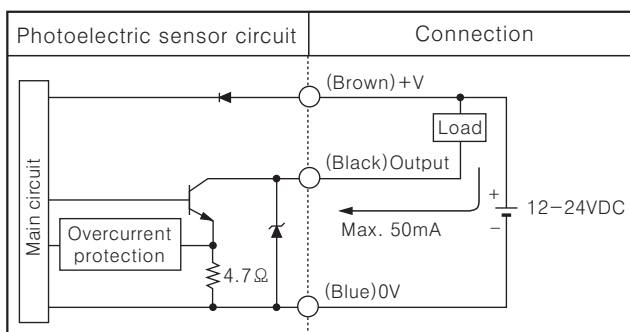 Photoelectric sensor circuit
Connection
(Brown)+V
Load
(Black)Output
Main circuit
Max. 50mA
+
−
12−24VDC
Overcurrent
protection
4.7Ω
(Blue)0V